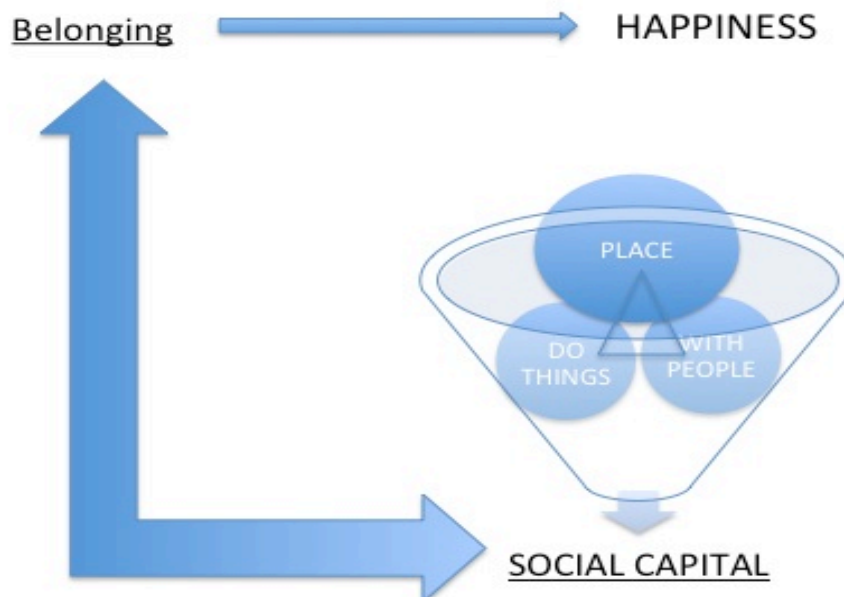 Belonging
HAPPINESS
PLACE
DO
THINGS
WITH
PEOPLE
SOCIAL CAPITAL